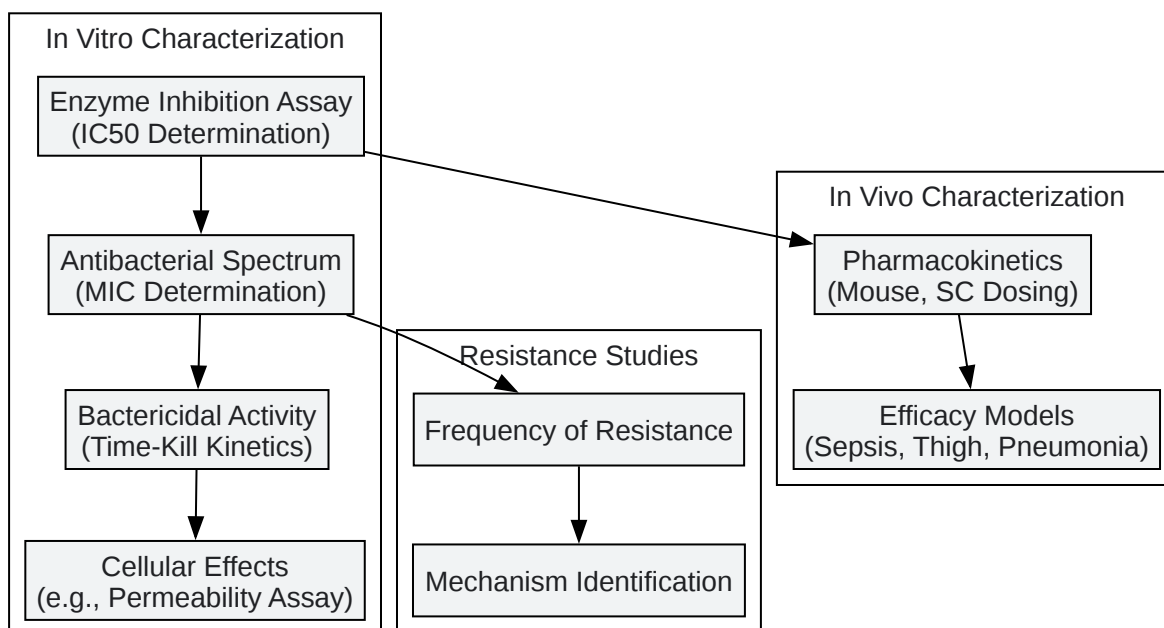 In Vitro Characterization
Enzyme Inhibition Assay
(IC50 Determination)
Antibacterial Spectrum
(MIC Determination)
Bactericidal Activity
(Time-Kill Kinetics)
Cellular Effects
(e.g., Permeability Assay)
Resistance Studies
Frequency of Resistance
Mechanism Identification
In Vivo Characterization
Pharmacokinetics
(Mouse, SC Dosing)
Efficacy Models
(Sepsis, Thigh, Pneumonia)